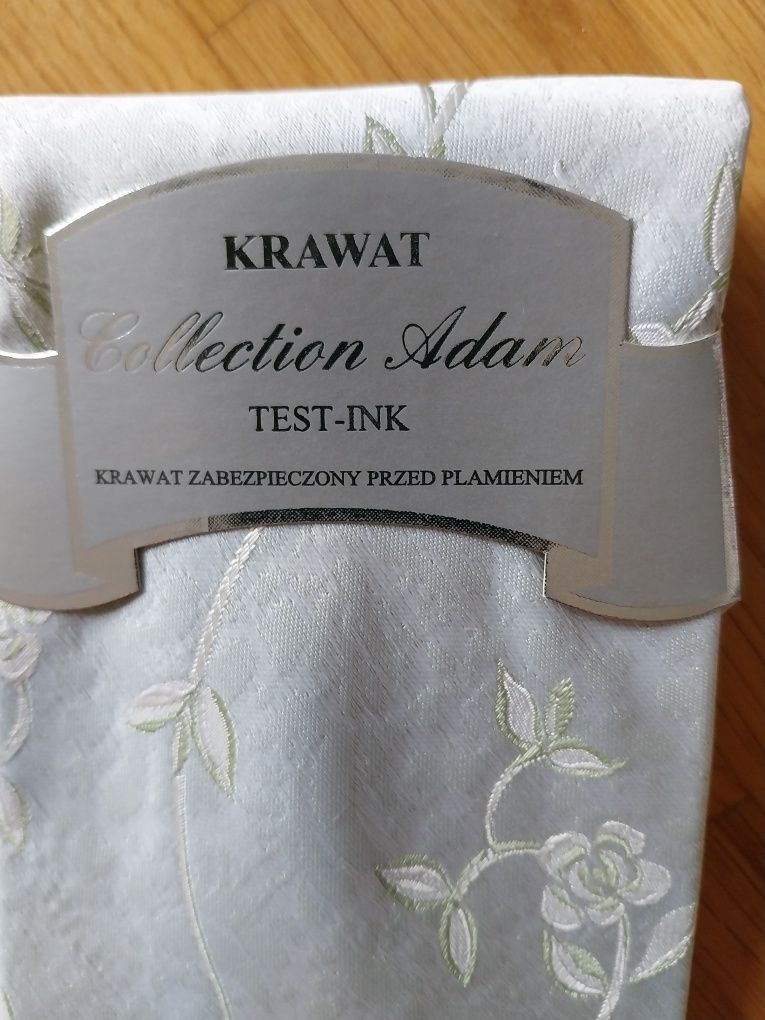 KRAWAT
Collection Adam
TEST-INK
KRAWAT ZABEZPIECZONY PRZED PLAMIENIEM